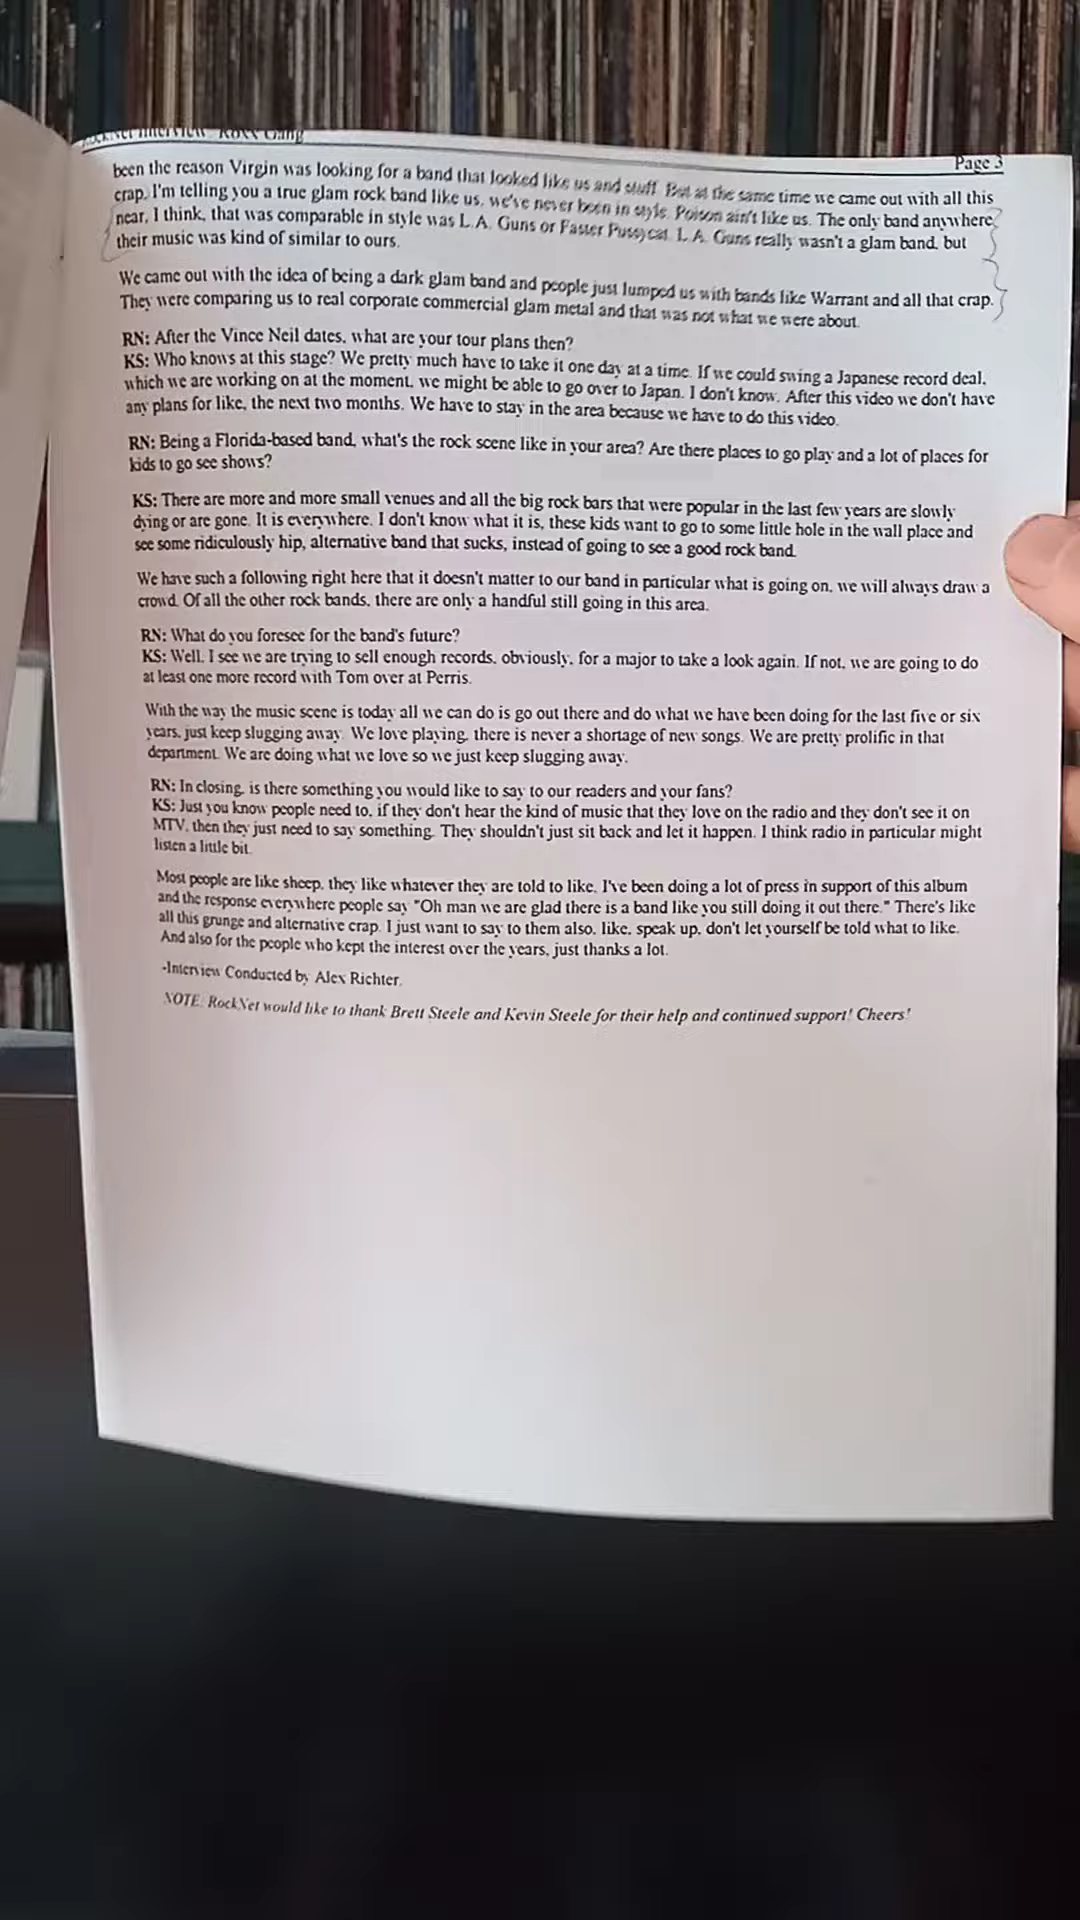 RockNet Interview Roxx Gang
Page 3
been the reason Virgin was looking for a band that looked like us and stuff. But at the same time we came out with all this
crap. I'm telling you a true glam rock band like us, we've never been in style. Poison ain't like us. The only band anywhere
near, I think, that was comparable in style was L.A. Guns or Faster Pussycat. L.A. Guns really wasn't a glam band, but
their music was kind of similar to ours.
We came out with the idea of being a dark glam band and people just lumped us with bands like Warrant and all that crap.
They were comparing us to real corporate commercial glam metal and that was not what we were about.
RN: After the Vince Neil dates, what are your tour plans then?
KS: Who knows at this stage? We pretty much have to take it one day at a time. If we could swing a Japanese record deal,
which we are working on at the moment, we might be able to go over to Japan. I don't know. After this video we don't have
any plans for like, the next two months. We have to stay in the area because we have to do this video.
RN: Being a Florida-based band, what's the rock scene like in your area? Are there places to go play and a lot of places for
kids to go see shows?
KS: There are more and more small venues and all the big rock bars that were popular in the last few years are slowly
dying or are gone. It is everywhere. I don't know what it is, these kids want to go to some little hole in the wall place and
see some ridiculously hip, alternative band that sucks, instead of going to see a good rock band.
We have such a following right here that it doesn't matter to our band in particular what is going on, we will always draw a
crowd. Of all the other rock bands, there are only a handful still going in this area.
RN: What do you foresee for the band's future?
KS: Well, I see we are trying to sell enough records, obviously, for a major to take a look again. If not, we are going to do
at least one more record with Tom over at Perris.
With the way the music scene is today all we can do is go out there and do what we have been doing for the last five or six
years, just keep slugging away. We love playing, there is never a shortage of new songs. We are pretty prolific in that
department. We are doing what we love so we just keep slugging away.
RN: In closing, is there something you would like to say to our readers and your fans?
KS: Just you know people need to, if they don't hear the kind of music that they love on the radio and they don't see it on
MTV, then they just need to say something. They shouldn't just sit back and let it happen. I think radio in particular might
listen a little bit.
Most people are like sheep, they like whatever they are told to like. I've been doing a lot of press in support of this album
and the response everywhere people say "Oh man we are glad there is a band like you still doing it out there." There's like
all this grunge and alternative crap. I just want to say to them also, like, speak up, don't let yourself be told what to like.
And also for the people who kept the interest over the years, just thanks a lot.
-Interview Conducted by Alex Richter.
NOTE: RockNet would like to thank Brett Steele and Kevin Steele for their help and continued support! Cheers!